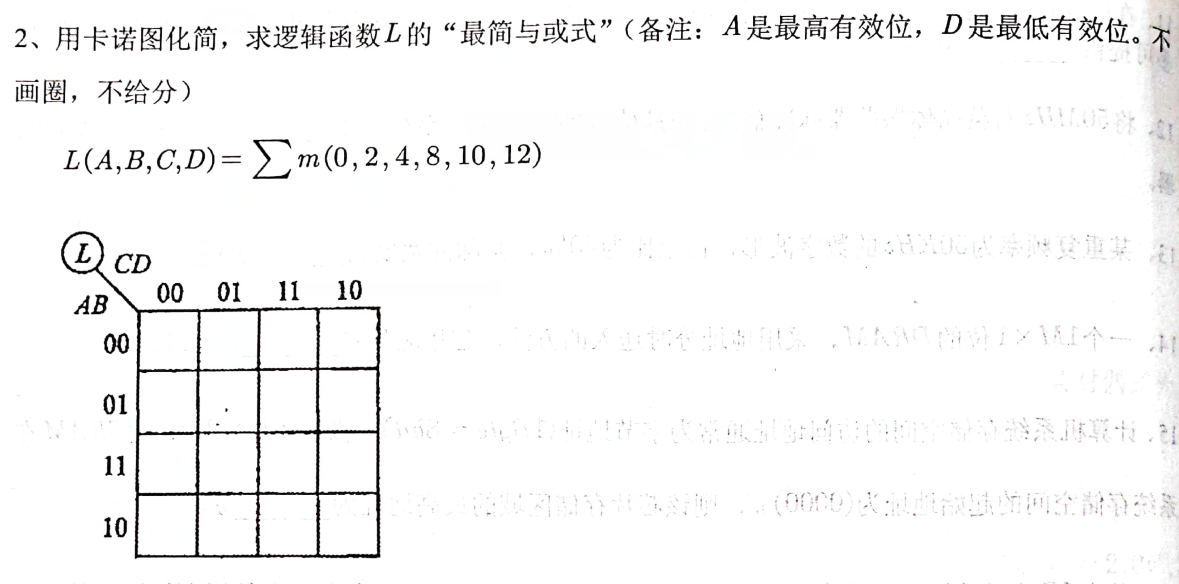 2、用卡诺图化简，求逻辑函数L的“最简与或式”（备注：A是最高有效位，D是最低有效位。不
画圈，不给分）
L(A,B,C,D)=∑m(0,2,4,8,10,12)
L CD
AB 00 01 11 10
00
01
11
10